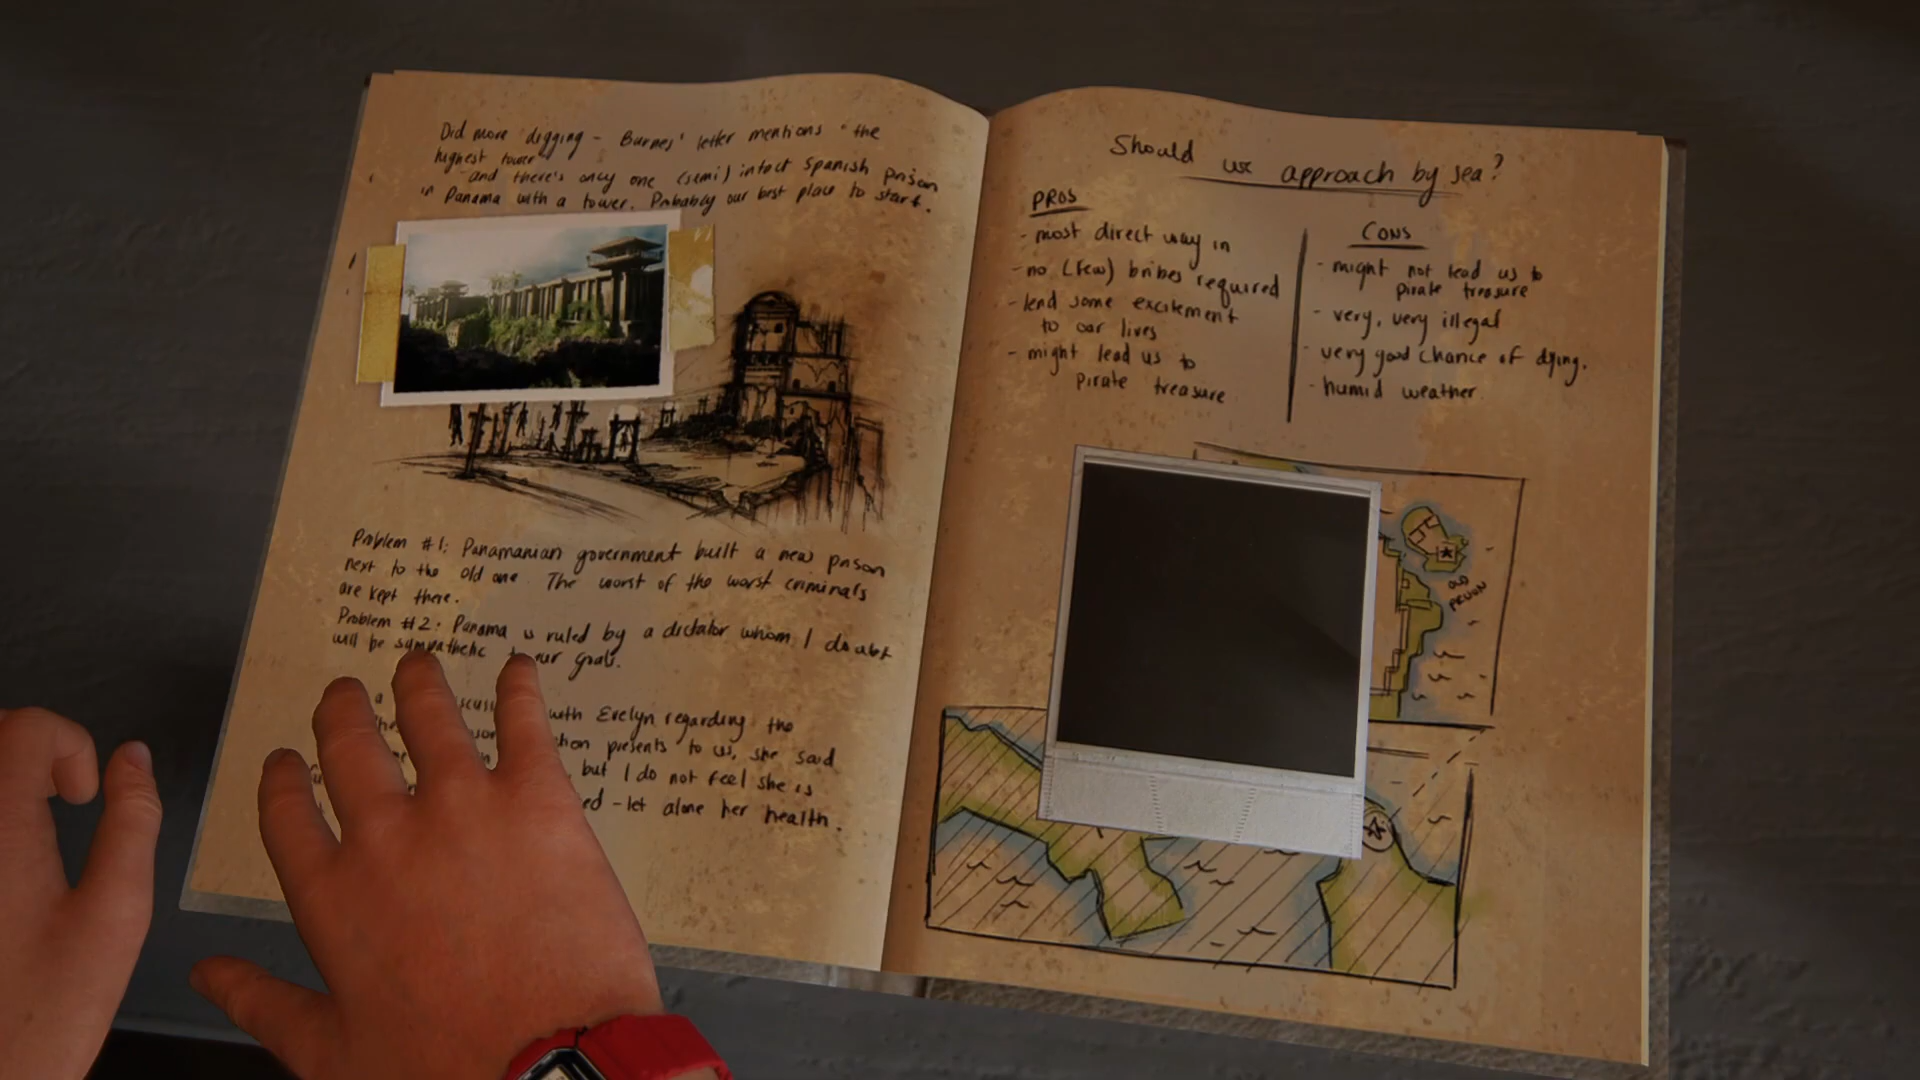 Did more digging - Burnes' letter mentions "the
highest tower"
and there's only one (semi) intact Spanish prison
in Panama with a tower. Probably our best place to start.
Problem #1: Panamanian government built a new prison
next to the old one. The worst of the worst criminals
are kept there.
Problem #2: Panama is ruled by a dictator whom I doubt
will be sympathetic to our goals.
a with Evelyn regarding the
presents to us, she said
, but I do not feel she is
- let alone her health.
Should we approach by sea?
PROS
- most direct way in
- no (few) bribes required
- lend some excitement
to our lives
- might lead us to
pirate treasure
CONS
- might not lead us to
pirate treasure
- very, very illegal
- very good chance of dying.
- humid weather.
OLD
PRISON